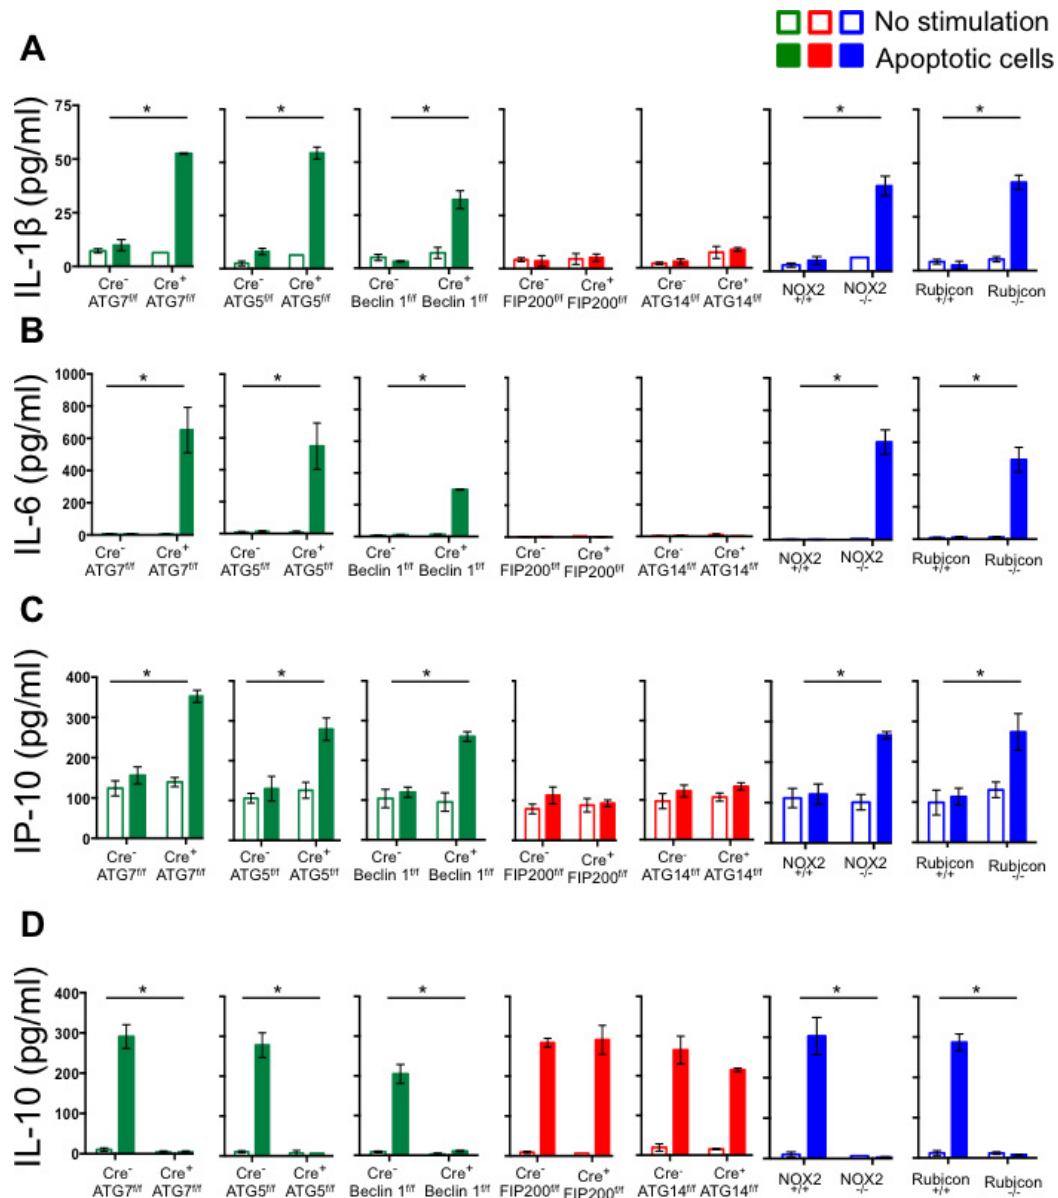 No stimulation
Apoptotic cells
A
IL-1β (pg/ml)
75
50
25
0
* * * * *
Cre- Cre+ Cre- Cre+ Cre- Cre+ Cre- Cre+ Cre- Cre+ NOX2 NOX2 Rubicon Rubicon
ATG7f/f ATG7f/f ATG5f/f ATG5f/f Beclin 1f/f Beclin 1f/f FIP200f/f FIP200f/f ATG14f/f ATG14f/f +/+ -/- +/+ -/-
B
IL-6 (pg/ml)
1000
800
600
400
200
0
* * * * *
Cre- Cre+ Cre- Cre+ Cre- Cre+ Cre- Cre+ Cre- Cre+ NOX2 NOX2 Rubicon Rubicon
ATG7f/f ATG7f/f ATG5f/f ATG5f/f Beclin 1f/f Beclin 1f/f FIP200f/f FIP200f/f ATG14f/f ATG14f/f +/+ -/- +/+ -/-
C
IP-10 (pg/ml)
400
300
200
100
0
* * * * *
Cre- Cre+ Cre- Cre+ Cre- Cre+ Cre- Cre+ Cre- Cre+ NOX2 NOX2 Rubicon Rubicon
ATG7f/f ATG7f/f ATG5f/f ATG5f/f Beclin 1f/f Beclin 1f/f FIP200f/f FIP200f/f ATG14f/f ATG14f/f +/+ -/- +/+ -/-
D
IL-10 (pg/ml)
400
300
200
100
0
* * * * *
Cre- Cre+ Cre- Cre+ Cre- Cre+ Cre- Cre+ Cre- Cre+ NOX2 NOX2 Rubicon Rubicon
ATG7f/f ATG7f/f ATG5f/f ATG5f/f Beclin 1f/f Beclin 1f/f FIP200f/f FIP200f/f ATG14f/f ATG14f/f +/+ -/- +/+ -/-